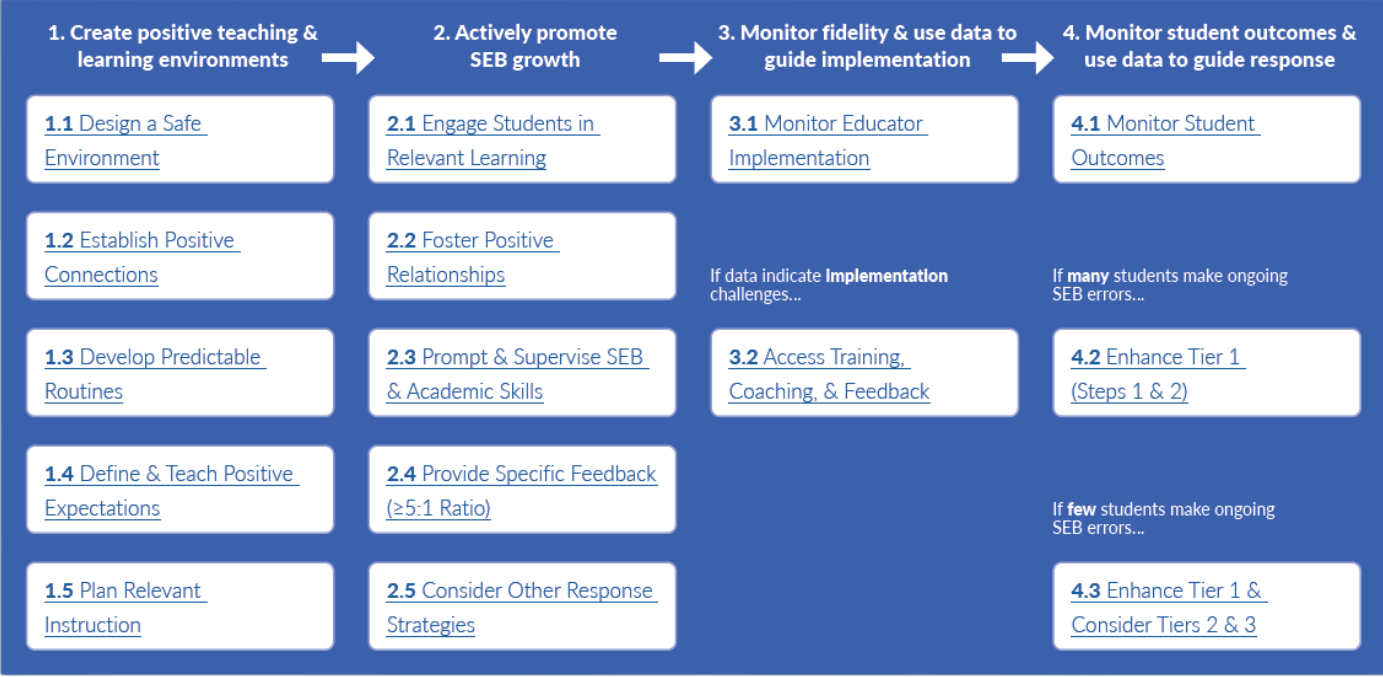 1. Create positive teaching &
learning environments
1.1 Design a Safe
Environment
1.2 Establish Positive
Connections
1.3 Develop Predictable
Routines
1.4 Define & Teach Positive
Expectations
1.5 Plan Relevant
Instruction
2. Actively promote
SEB growth
2.1 Engage Students in
Relevant Learning
2.2 Foster Positive
Relationships
2.3 Prompt & Supervise SEB
& Academic Skills
2.4 Provide Specific Feedback
(≥5:1 Ratio)
2.5 Consider Other Response
Strategies
3. Monitor fidelity & use data to
guide implementation
3.1 Monitor Educator
Implementation
If data indicate implementation
challenges...
3.2 Access Training,
Coaching, & Feedback
4. Monitor student outcomes &
use data to guide response
4.1 Monitor Student
Outcomes
If many students make ongoing
SEB errors...
4.2 Enhance Tier 1
(Steps 1 & 2)
If few students make ongoing
SEB errors...
4.3 Enhance Tier 1 &
Consider Tiers 2 & 3